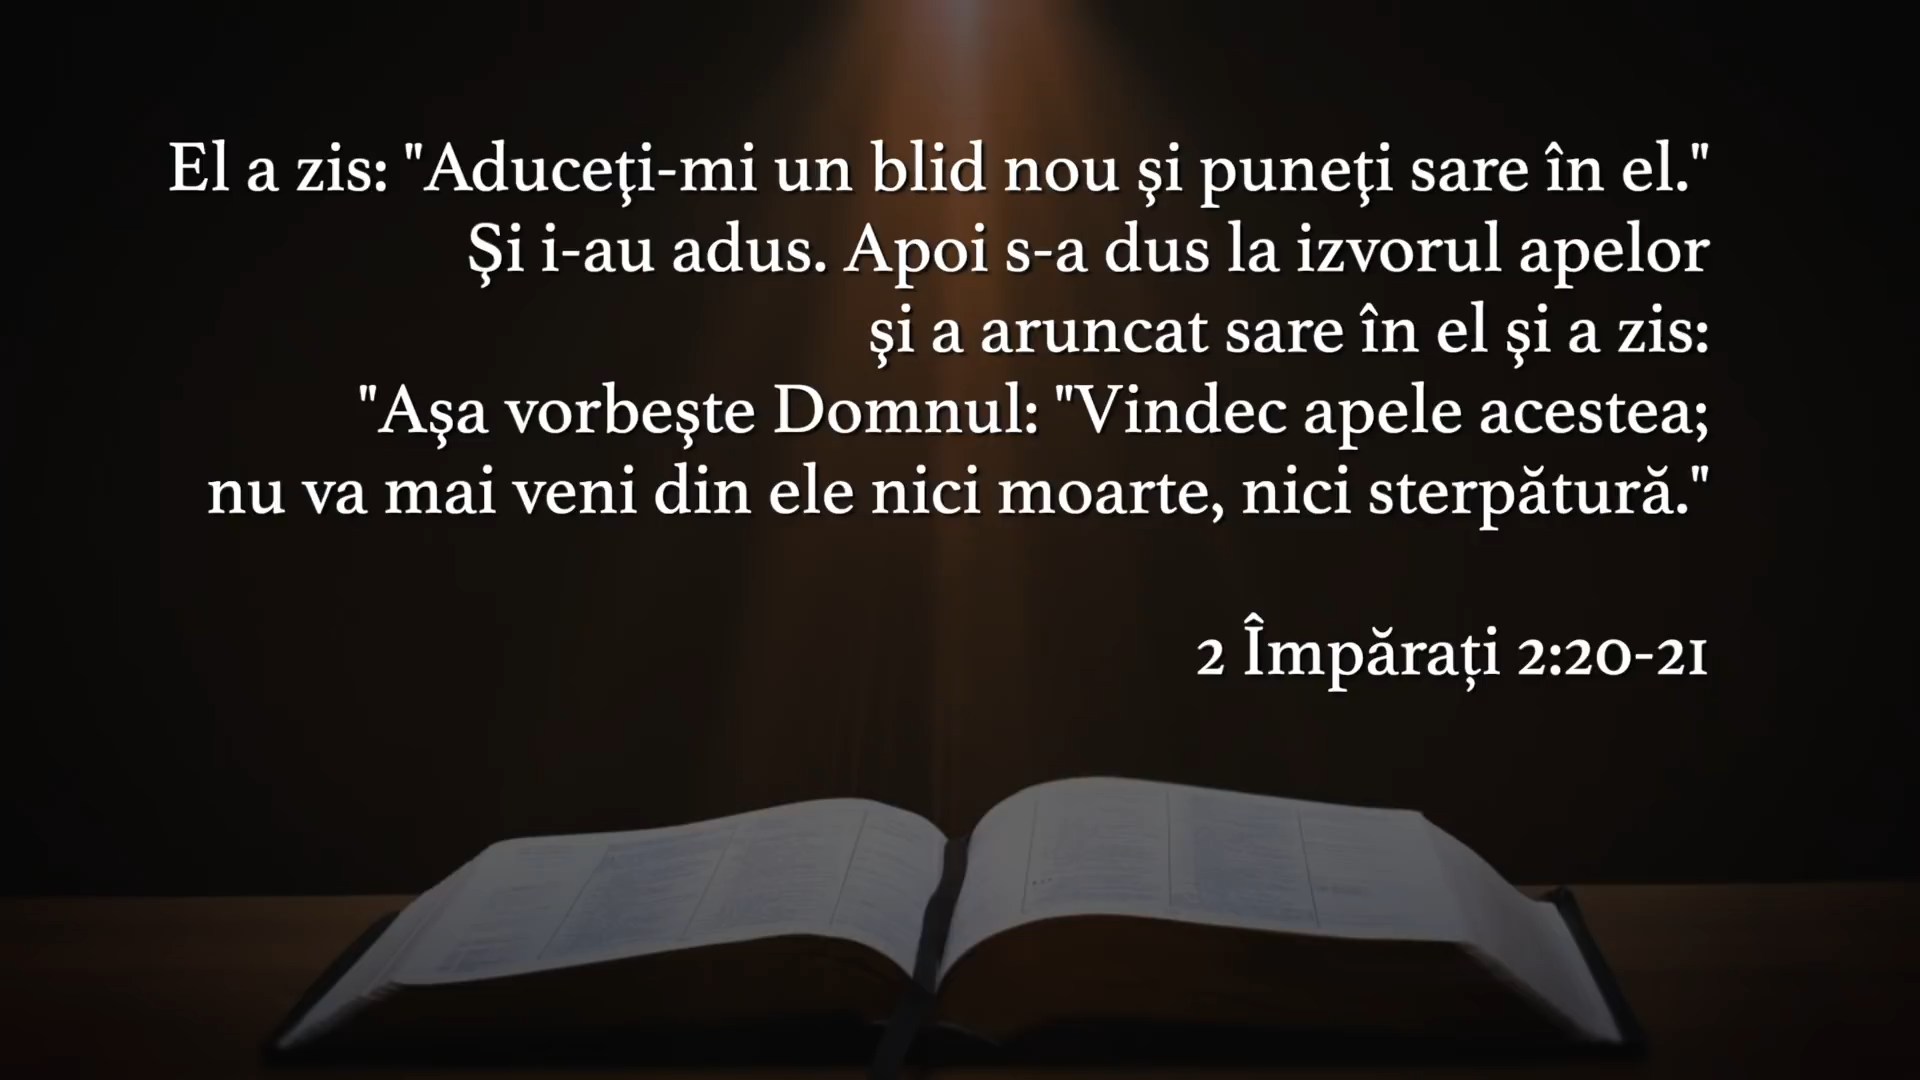 El a zis: "Aduceţi-mi un blid nou şi puneţi sare în el."
Şi i-au adus. Apoi s-a dus la izvorul apelor
şi a aruncat sare în el şi a zis:
"Aşa vorbeşte Domnul: "Vindec apele acestea;
nu va mai veni din ele nici moarte, nici sterpătură."
2 Împărați 2:20-21